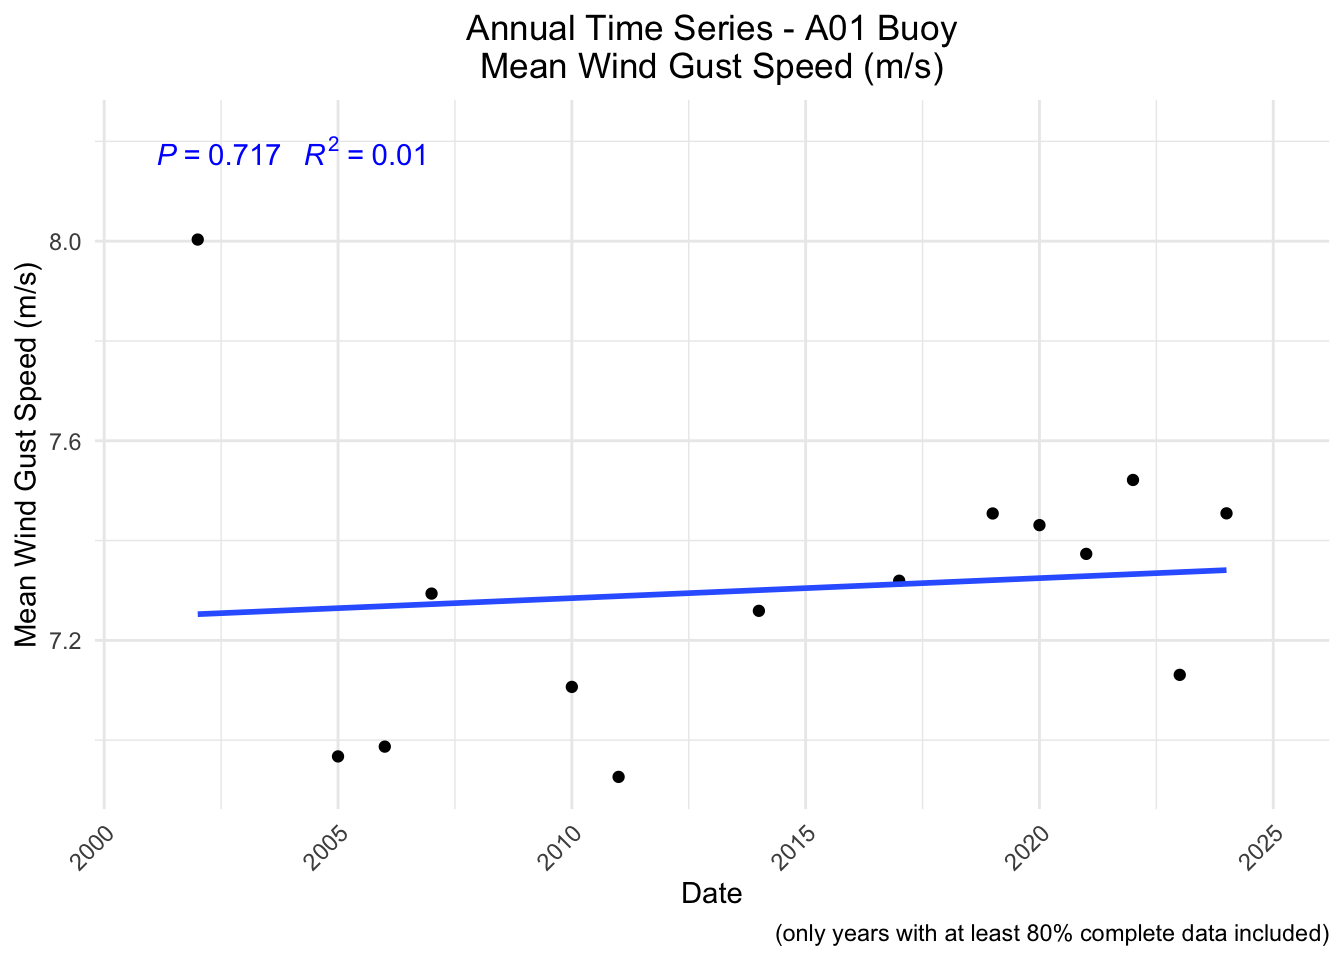 Annual Time Series - A01 Buoy
Mean Wind Gust Speed (m/s)
P = 0.717 R² = 0.01
Mean Wind Gust Speed (m/s)
8.0
7.6
7.2
2000
2005
2010
2015
2020
2025
Date
(only years with at least 80% complete data included)